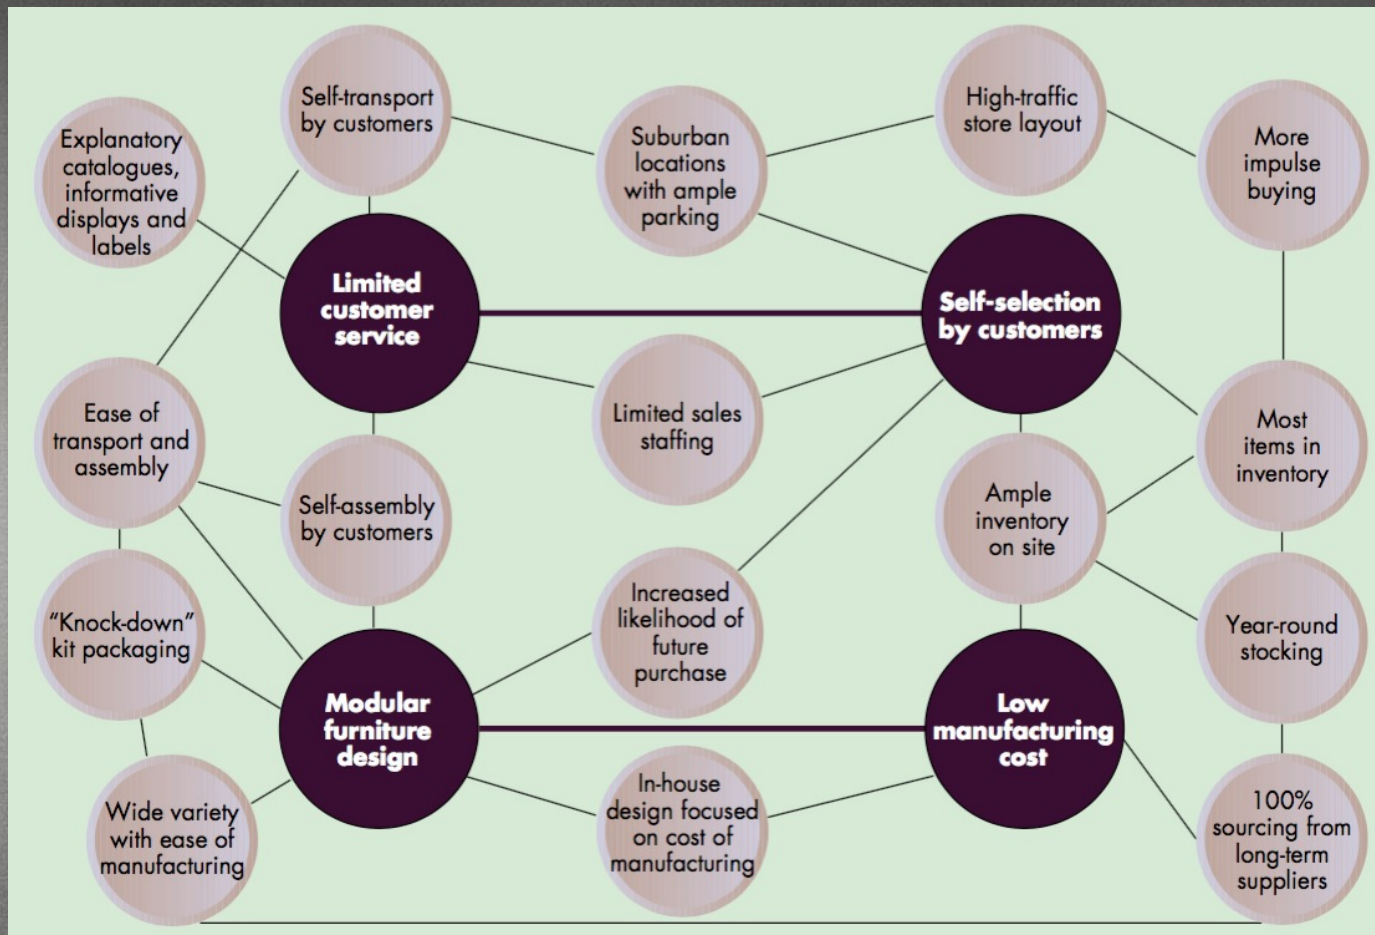 Self-transport
by customers
High-traffic
store layout
Explanatory
catalogues,
informative
displays and
labels
Suburban
locations
with ample
parking
More
impulse
buying
Limited
customer
service
Self-selection
by customers
Ease of
transport and
assembly
Limited sales
staffing
Most
items in
inventory
Self-assembly
by customers
Ample
inventory
on site
"Knock-down"
kit packaging
Increased
likelihood of
future
purchase
Year-round
stocking
Modular
furniture
design
Low
manufacturing
cost
Wide variety
with ease of
manufacturing
In-house
design focused
on cost of
manufacturing
100%
sourcing from
long-term
suppliers